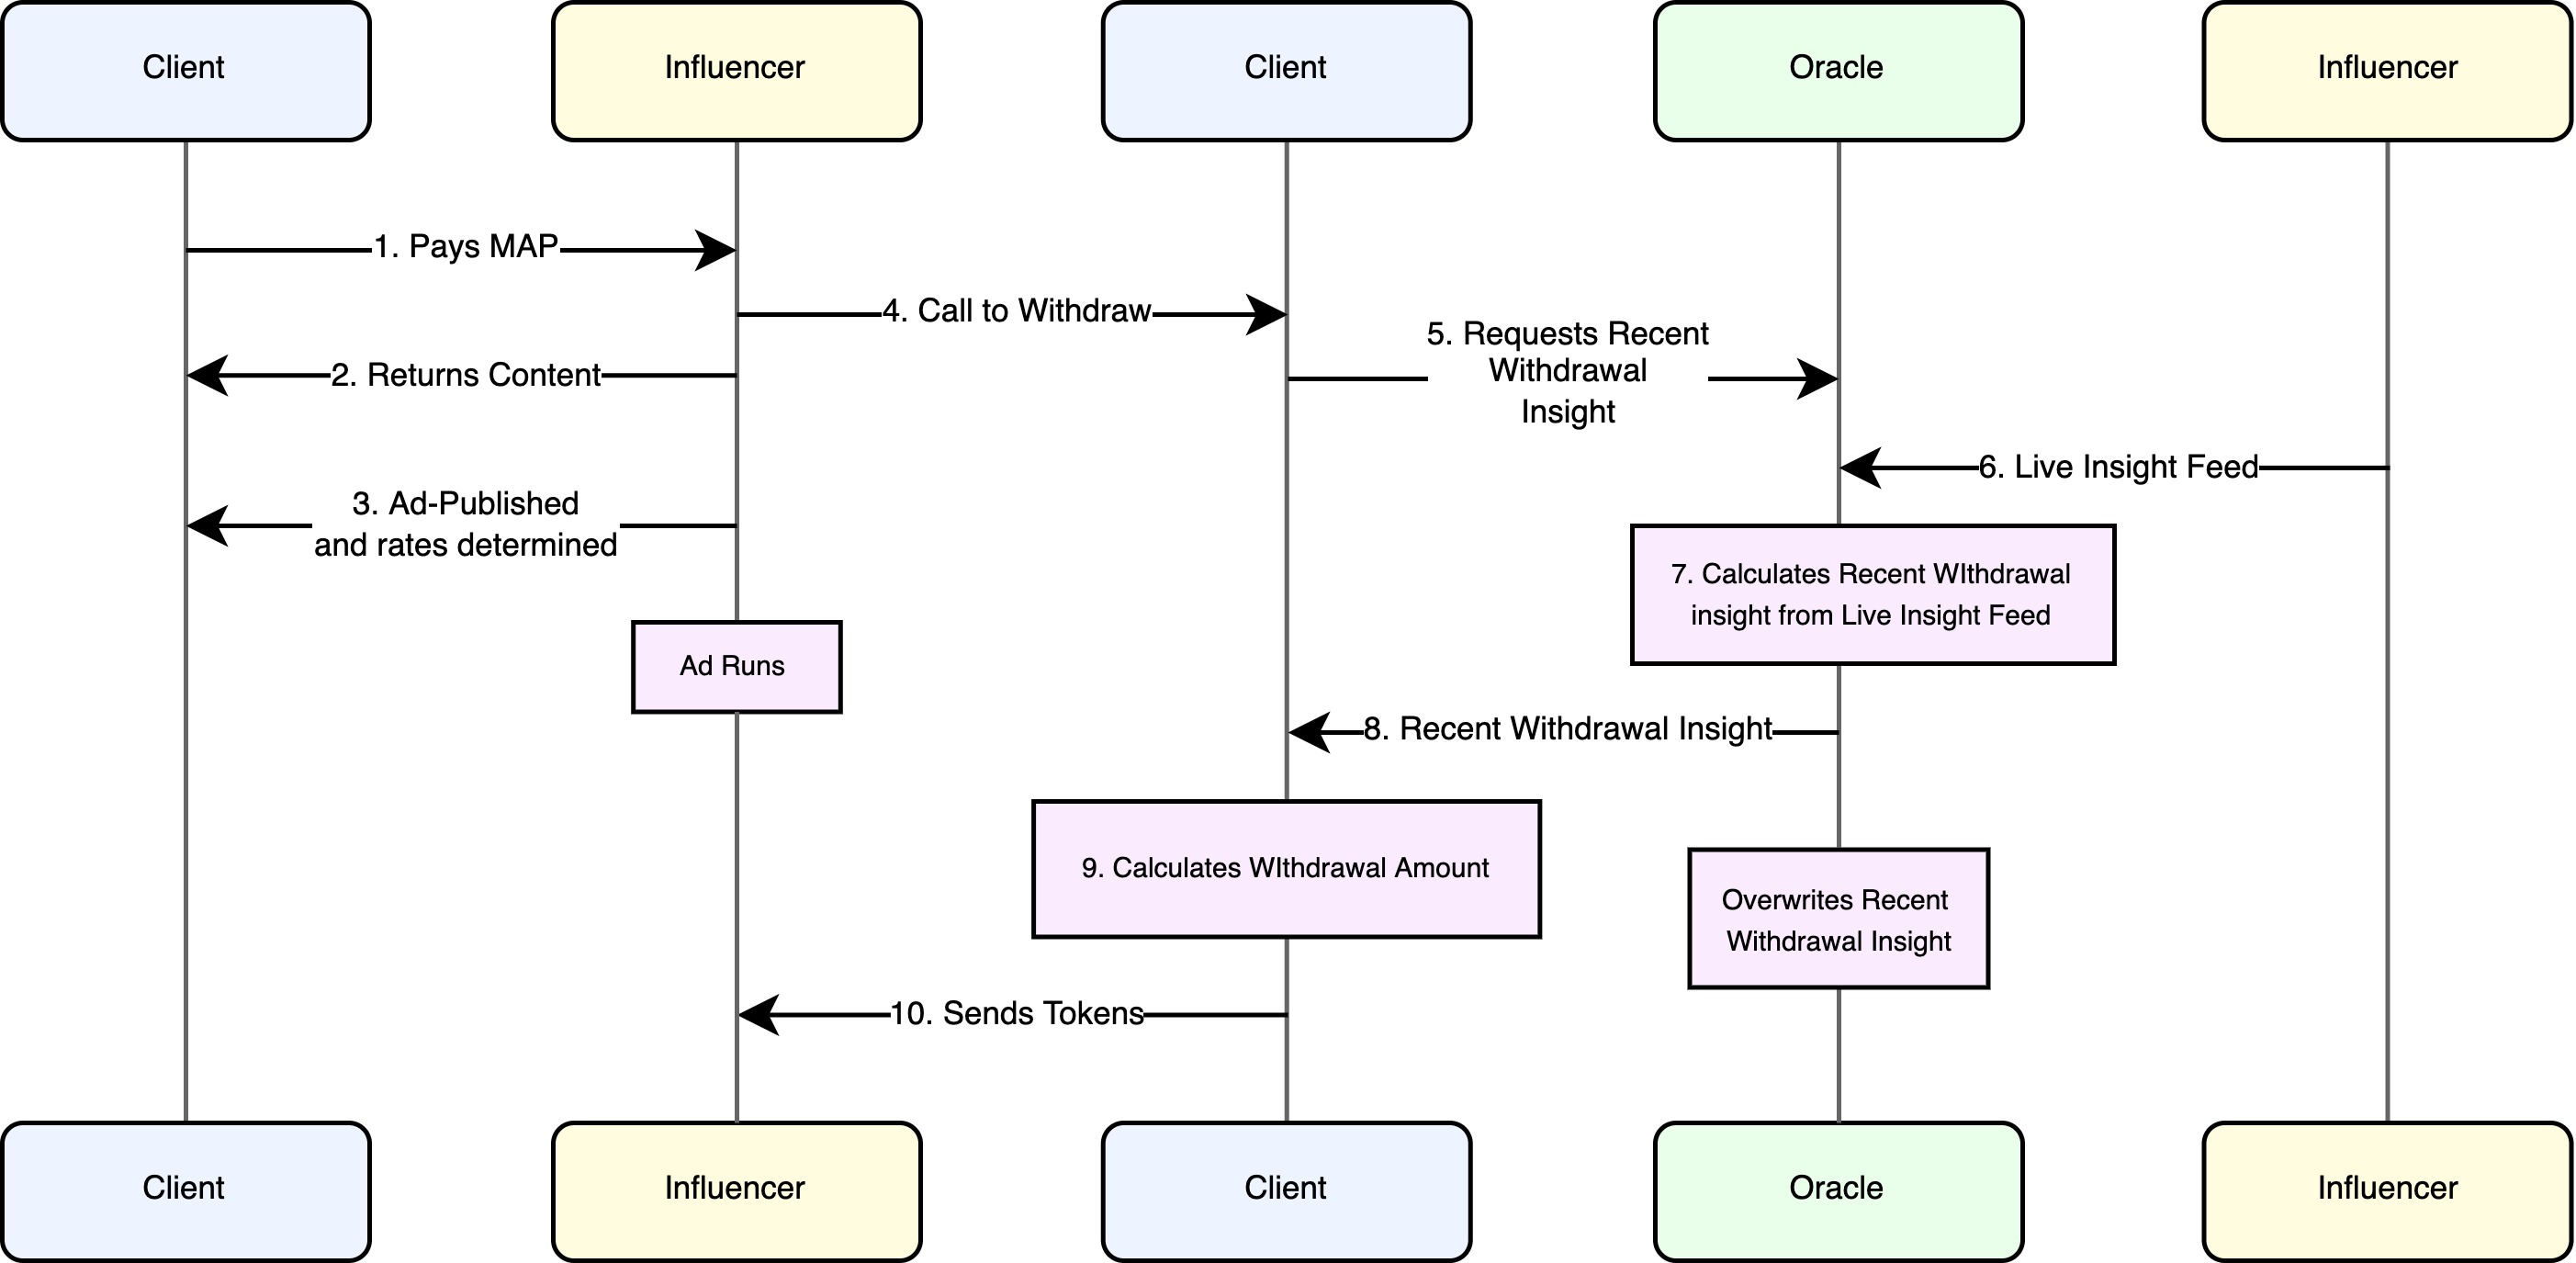 Client
Influencer
Client
Oracle
Influencer
1. Pays MAP
4. Call to Withdraw
5. Requests Recent
Withdrawal
Insight
2. Returns Content
6. Live Insight Feed
3. Ad-Published
and rates determined
7. Calculates Recent WIthdrawal
insight from Live Insight Feed
Ad Runs
8. Recent Withdrawal Insight
9. Calculates WIthdrawal Amount
Overwrites Recent
Withdrawal Insight
10. Sends Tokens
Client
Influencer
Client
Oracle
Influencer